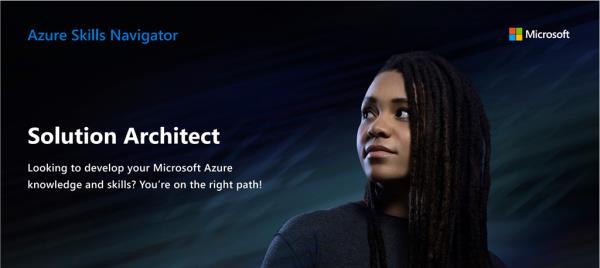 Azure Skills Navigator
Microsoft
Solution Architect
Looking to develop your Microsoft Azure
knowledge and skills? You're on the right path!